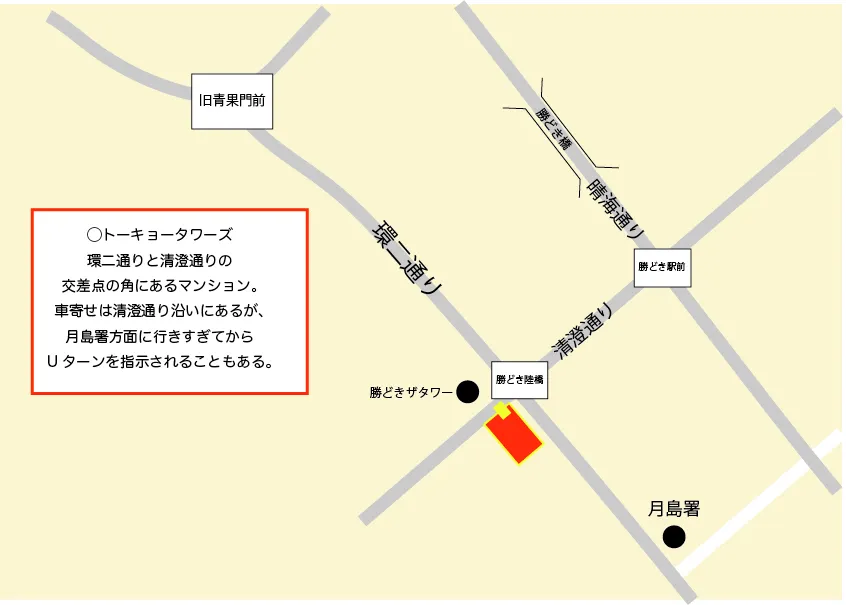 旧青果門前
勝どき橋
晴海通り
環二通り
勝どき駅前
清澄通り
勝どき陸橋
勝どきザタワー
月島署
○トーキョータワーズ
環二通りと清澄通りの
交差点の角にあるマンション。
車寄せは清澄通り沿いにあるが、
月島署方面に行きすぎてから
Uターンを指示されることもある。